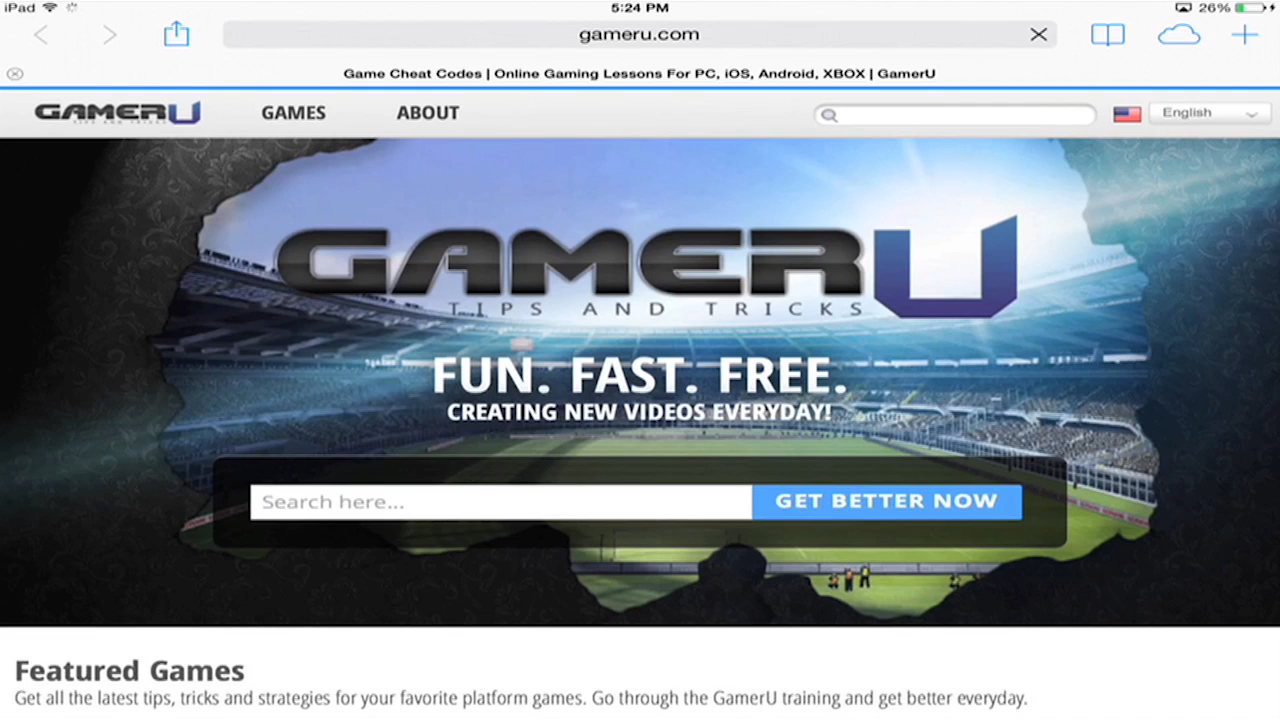 iPad 5:24 PM 26%
gameru.com
Game Cheat Codes | Online Gaming Lessons For PC, iOS, Android, XBOX | GamerU
GAMERU GAMES ABOUT English
TIPS AND TRICKS
GAMERU
TIPS AND TRICKS
FUN. FAST. FREE.
CREATING NEW VIDEOS EVERYDAY!
Search here... GET BETTER NOW
Featured Games
Get all the latest tips, tricks and strategies for your favorite platform games. Go through the GamerU training and get better everyday.